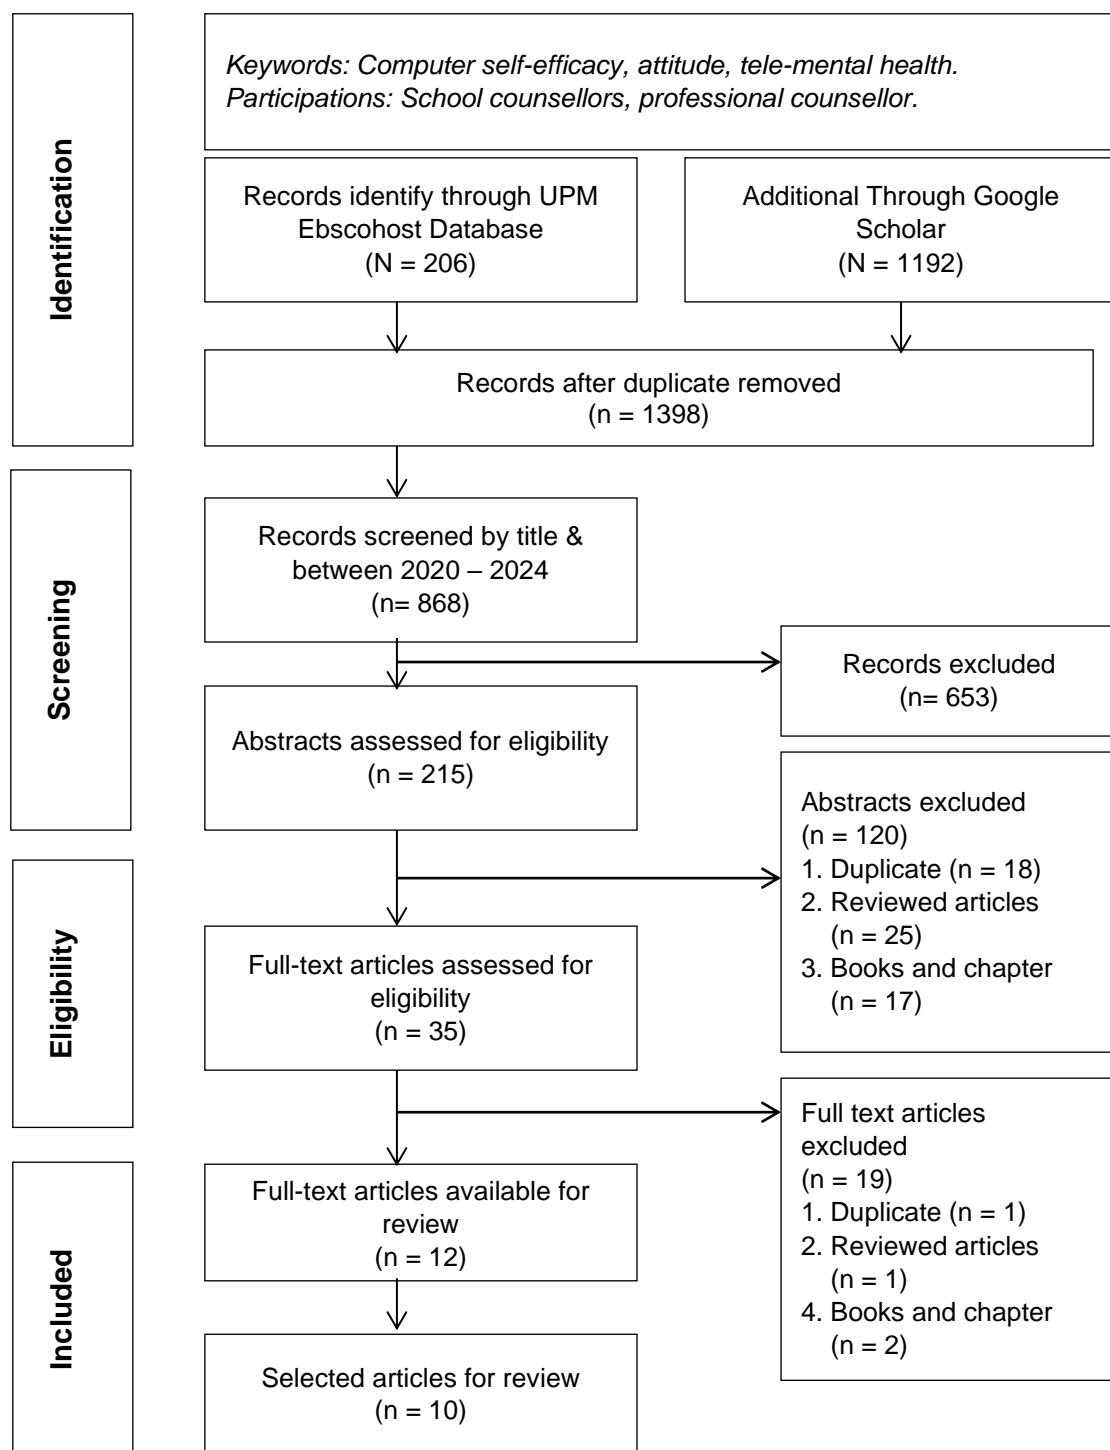 Identification
Keywords: Computer self-efficacy, attitude, tele-mental health.
Participations: School counsellors, professional counsellor.
Records identify through UPM
Ebscohost Database
(N = 206)
Additional Through Google
Scholar
(N = 1192)
Records after duplicate removed
(n = 1398)
Screening
Records screened by title &
between 2020 – 2024
(n= 868)
Records excluded
(n= 653)
Abstracts assessed for eligibility
(n = 215)
Abstracts excluded
(n = 120)
1. Duplicate (n = 18)
2. Reviewed articles
(n = 25)
3. Books and chapter
(n = 17)
Eligibility
Full-text articles assessed for
eligibility
(n = 35)
Full text articles
excluded
(n = 19)
1. Duplicate (n = 1)
2. Reviewed articles
(n = 1)
4. Books and chapter
(n = 2)
Included
Full-text articles available for
review
(n = 12)
Selected articles for review
(n = 10)